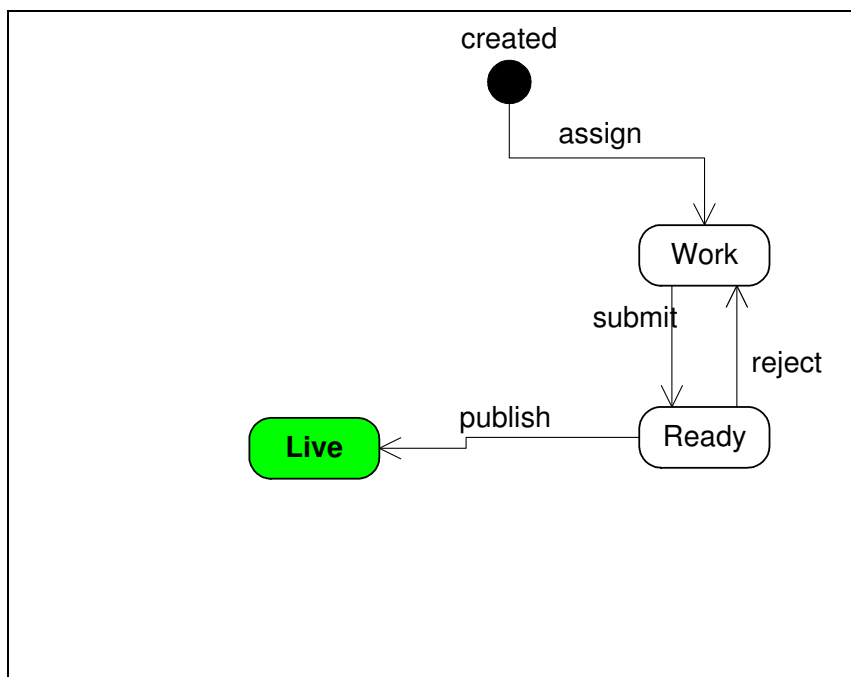 created
assign
Work
submit
reject
publish
Ready
Live